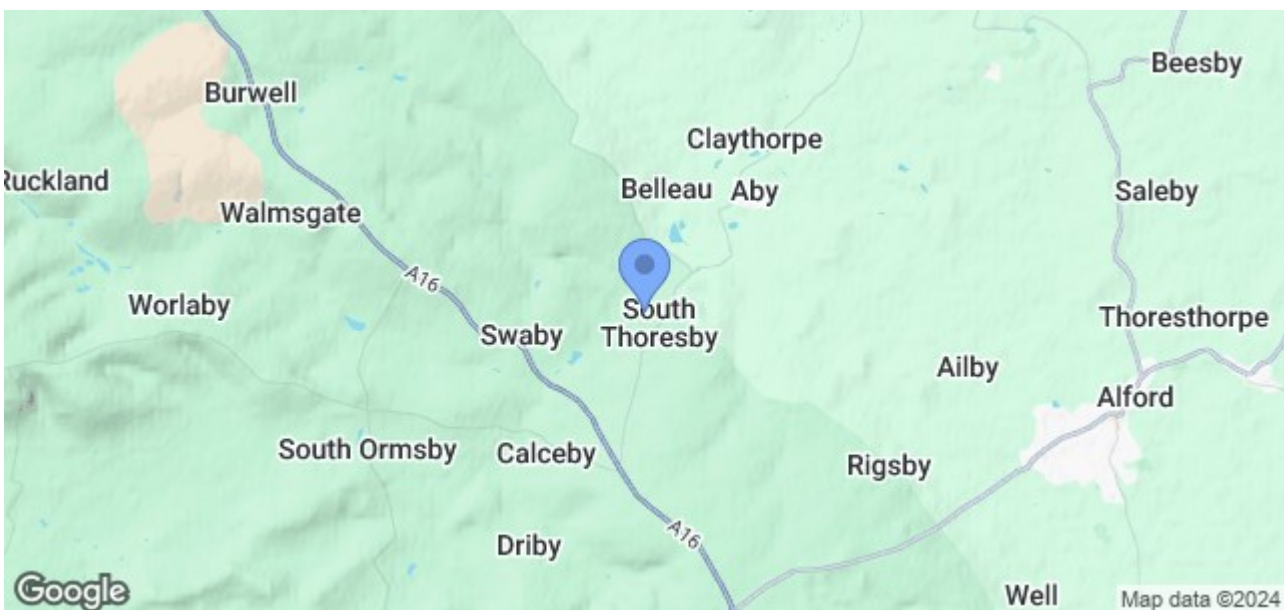 Beesby
Burwell
Claythorpe
Ruckland
Belleau
Aby
Saleby
Walmsgate
A16
Worlaby
South
Thoresby
Swaby
Thoresthorpe
Ailby
Alford
South Ormsby
Calceby
Rigsby
A16
Driby
Well
Google
Map data ©2024